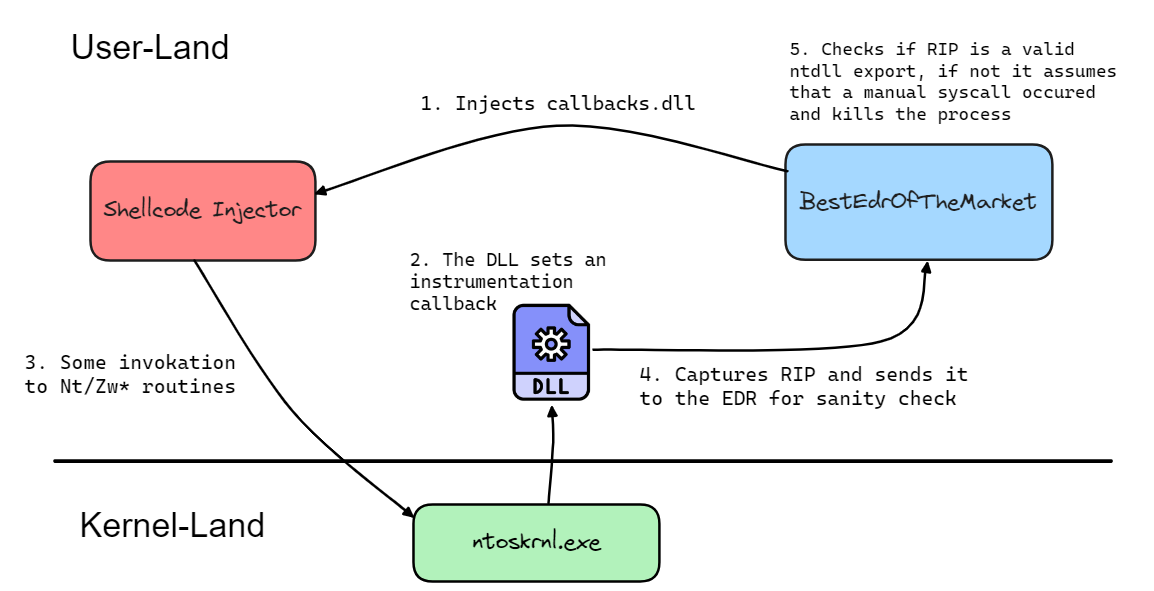 User-Land
5. Checks if RIP is a valid
ntdll export, if not it assumes
that a manual syscall occured
and kills the process
1. Injects callbacks.dll
Shellcode Injector
BestEdrOfTheMarket
2. The DLL sets an
instrumentation
callback
DLL
3. Some invokation
to Nt/Zw* routines
4. Captures RIP and sends it
to the EDR for sanity check
Kernel-Land
ntoskrnl.exe